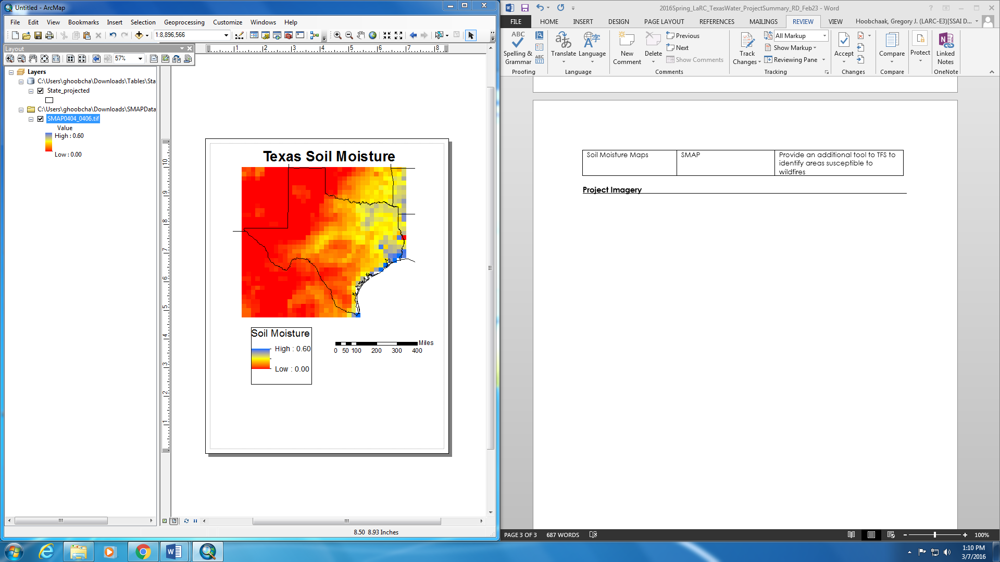 Untitled - ArcMap
File Edit View Bookmarks Insert Selection Geoprocessing Customize Windows Help
1:8,896,566
Layout
57%
Layers
C:\Users\ghoobcha\Downloads\Tables\Sta
State_projected
C:\Users\ghoobcha\Downloads\SMAPData
SMAP0404_0406.tif
Value
High : 0.60
Low : 0.00
1 2 3 4 5 6 7 8
10
9
8
7
6
5
4
3
2
1
Texas Soil Moisture
Soil Moisture
High : 0.60
Low : 0.00
Miles
0 50 100 200 300 400
8.50 8.93 Inches
2016Spring_LaRC_TexasWater_ProjectSummary_RD_Feb23 - Word
FILE HOME INSERT DESIGN PAGE LAYOUT REFERENCES MAILINGS REVIEW VIEW Hoobchaak, Gregory J. (LARC-E3)[SSAI D...
ABC
Spelling & Grammar
ABC
123
Proofing
Translate Language
Language
New Comment
Delete
Previous
Next
Show Comments
Comments
Track Changes
All Markup
Show Markup
Reviewing Pane
Tracking
Accept
Changes
Compare
Compare
Protect
Linked Notes
OneNote
Soil Moisture Maps SMAP Provide an additional tool to TFS to
identify areas susceptible to
wildfires
Project Imagery
PAGE 3 OF 3 687 WORDS 100%
1:10 PM
3/7/2016